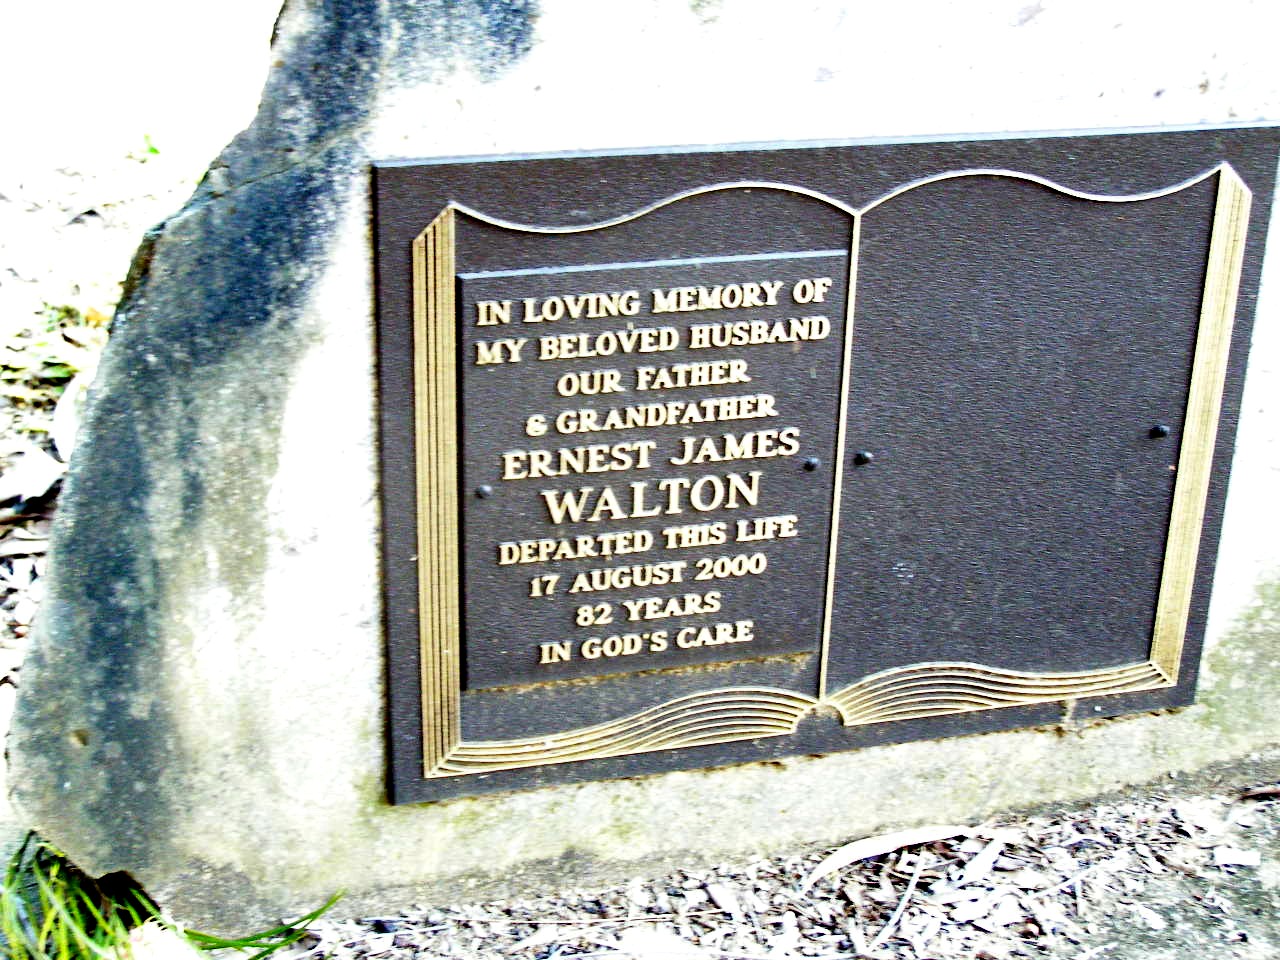 IN LOVING MEMORY OF
MY BELOVED HUSBAND
OUR FATHER
& GRANDFATHER
ERNEST JAMES
WALTON
DEPARTED THIS LIFE
17 AUGUST 2000
82 YEARS
IN GOD'S CARE